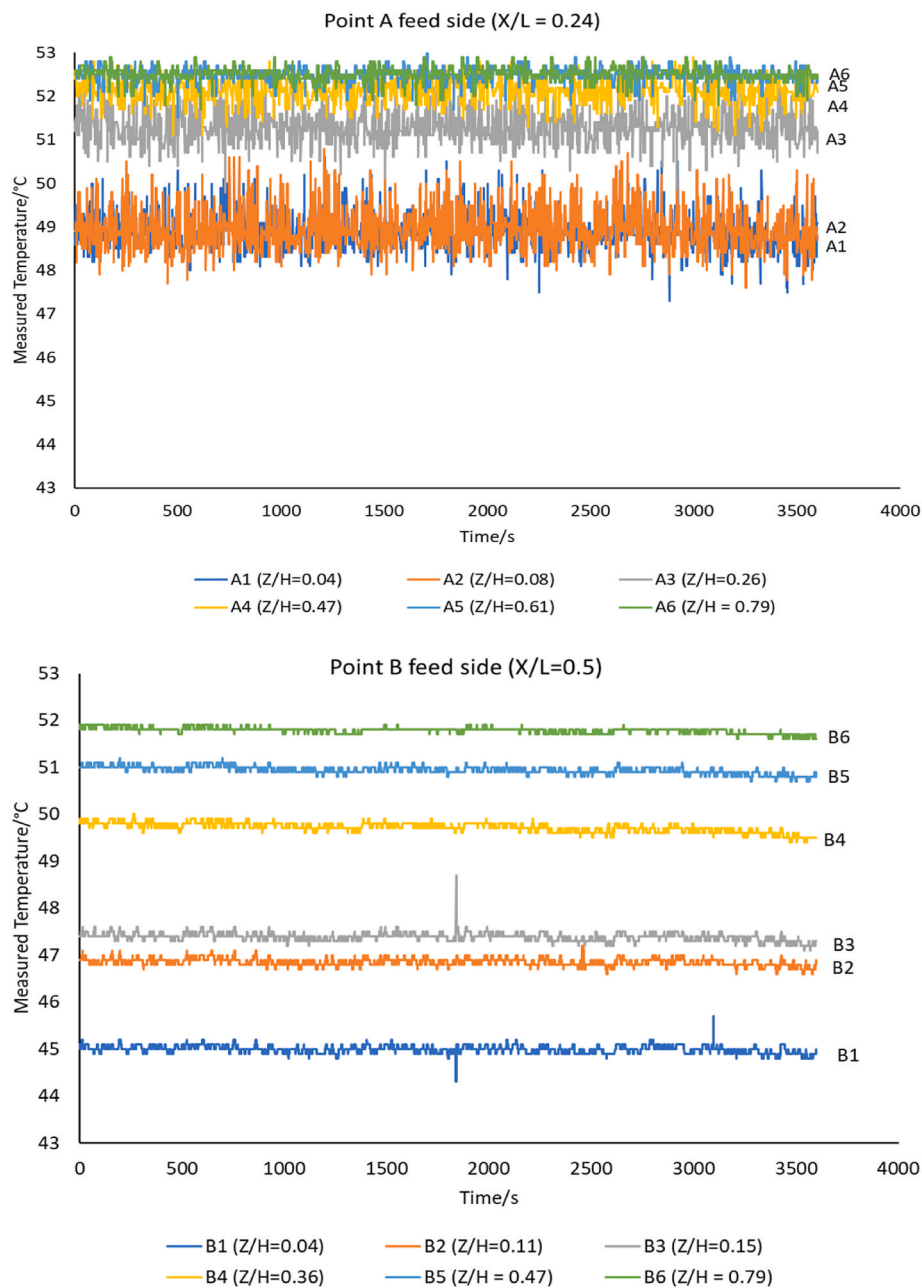 Point A feed side (X/L = 0.24)
53
52
51
50
49
48
47
46
45
44
43
Measured Temperature/°C
A6
A5
A4
A3
A2
A1
0 500 1000 1500 2000 2500 3000 3500 4000
Time/s
A1 (Z/H=0.04) A2 (Z/H=0.08) A3 (Z/H=0.26)
A4 (Z/H=0.47) A5 (Z/H=0.61) A6 (Z/H = 0.79)
Point B feed side (X/L=0.5)
53
52
51
50
49
48
47
46
45
44
43
Measured Temperature/°C
B6
B5
B4
B3
B2
B1
0 500 1000 1500 2000 2500 3000 3500 4000
Time/s
B1 (Z/H=0.04) B2 (Z/H=0.11) B3 (Z/H=0.15)
B4 (Z/H=0.36) B5 (Z/H = 0.47) B6 (Z/H = 0.79)